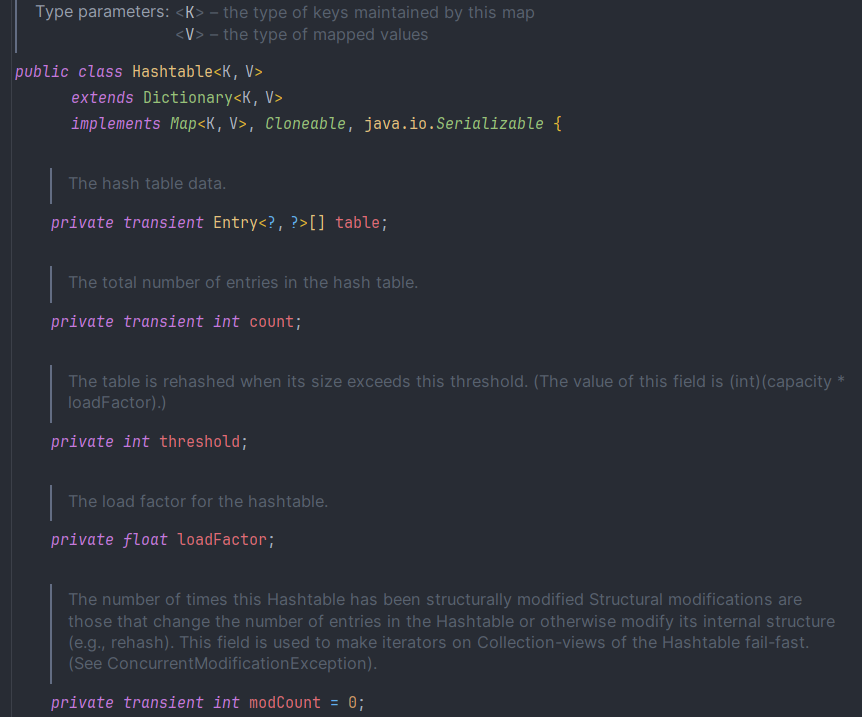 Type parameters: <K> – the type of keys maintained by this map
<V> – the type of mapped values
public class Hashtable<K,V>
extends Dictionary<K,V>
implements Map<K,V>, Cloneable, java.io.Serializable {
The hash table data.
private transient Entry<?,?>[] table;
The total number of entries in the hash table.
private transient int count;
The table is rehashed when its size exceeds this threshold. (The value of this field is (int)(capacity *
loadFactor).)
private int threshold;
The load factor for the hashtable.
private float loadFactor;
The number of times this Hashtable has been structurally modified Structural modifications are
those that change the number of entries in the Hashtable or otherwise modify its internal structure
(e.g., rehash). This field is used to make iterators on Collection-views of the Hashtable fail-fast.
(See ConcurrentModificationException).
private transient int modCount = 0;